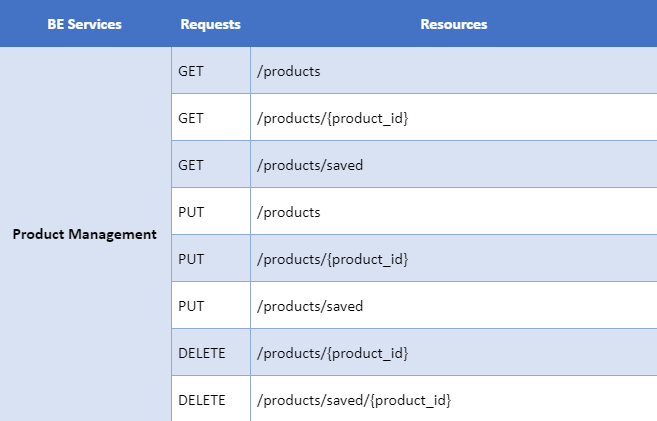 BE Services Requests Resources
GET /products
GET /products/{product_id}
GET /products/saved
PUT /products
Product Management PUT /products/{product_id}
PUT /products/saved
DELETE /products/{product_id}
DELETE /products/saved/{product_id}